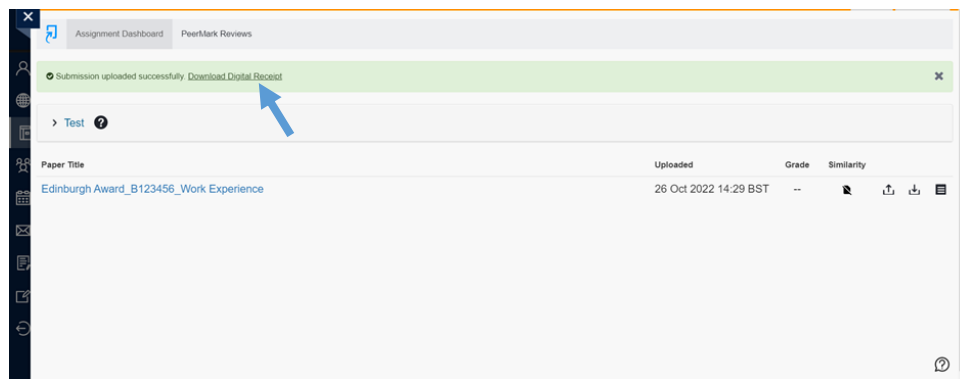 Assignment Dashboard PeerMark Reviews
Submission uploaded successfully. Download Digital Receipt
Test
Paper Title Uploaded Grade Similarity
Edinburgh Award_B123456_Work Experience 26 Oct 2022 14:29 BST --